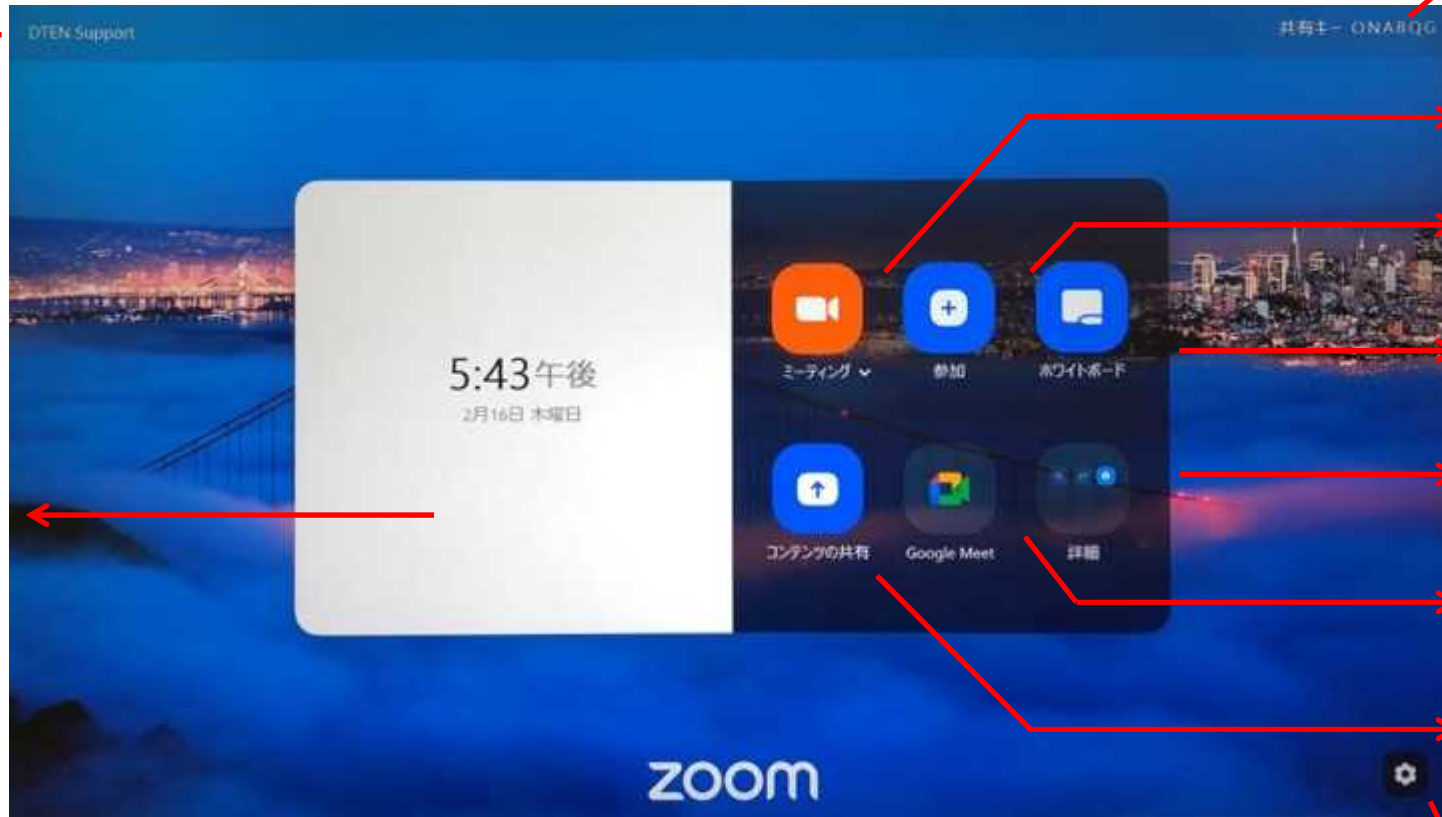 DTEN Support
共有キー ONABQG
5:43午後
2月16日 木曜日
ミーティング
参加
ホワイトボード
コンテンツの共有
Google Meet
詳細
zoom